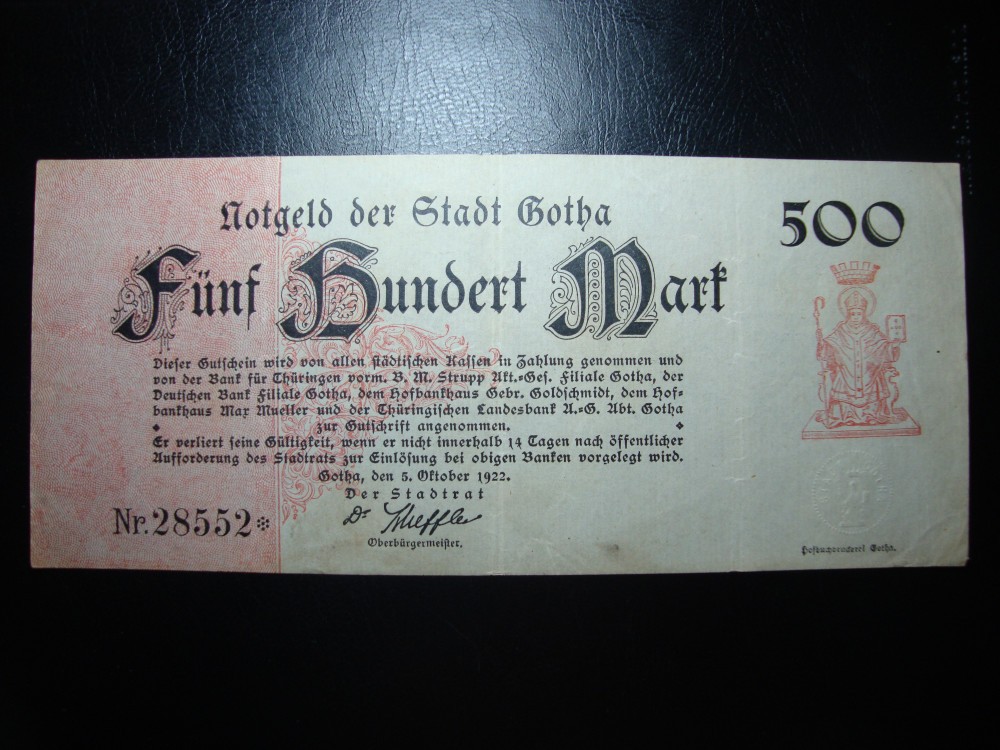 Notgeld der Stadt Gotha
500
Fünf Hundert Mark
Dieser Gutschein wird von allen städtischen Kassen in Zahlung genommen und
von der Bank für Thüringen vorm. B. M. Strupp Akt.-Ges. Filiale Gotha, der
Deutschen Bank Filiale Gotha, dem Hofbankhaus Gebr. Goldschmidt, dem Hof-
bankhaus Max Mueller und der Thüringischen Landesbank A.-G. Abt. Gotha
zur Gutschrift angenommen.
Er verliert seine Gültigkeit, wenn er nicht innerhalb 14 Tagen nach öffentlicher
Aufforderung des Stadtrats zur Einlösung bei obigen Banken vorgelegt wird.
Gotha, den 5. Oktober 1922.
Der Stadtrat
Nr. 28552*
Dr Scheffler
Oberbürgermeister.
Hofbuchdruckerei Gotha.